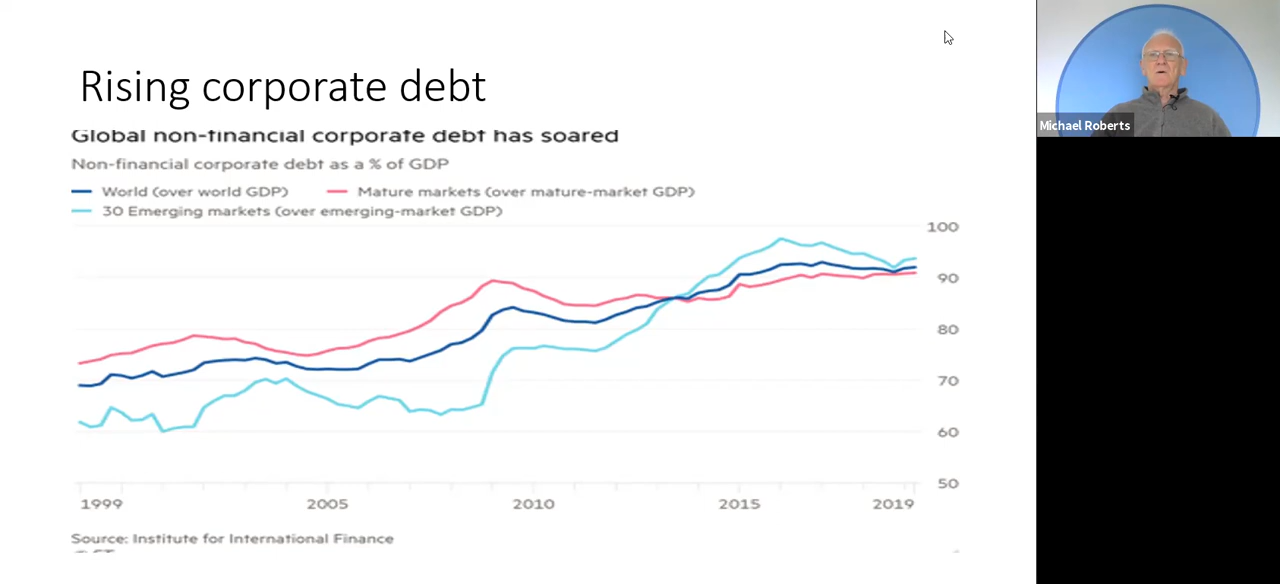 Rising corporate debt
Global non-financial corporate debt has soared
Non-financial corporate debt as a % of GDP
World (over world GDP) Mature markets (over mature-market GDP)
30 Emerging markets (over emerging-market GDP)
100
90
80
70
60
50
1999 2005 2010 2015 2019
Source: Institute for International Finance
Michael Roberts